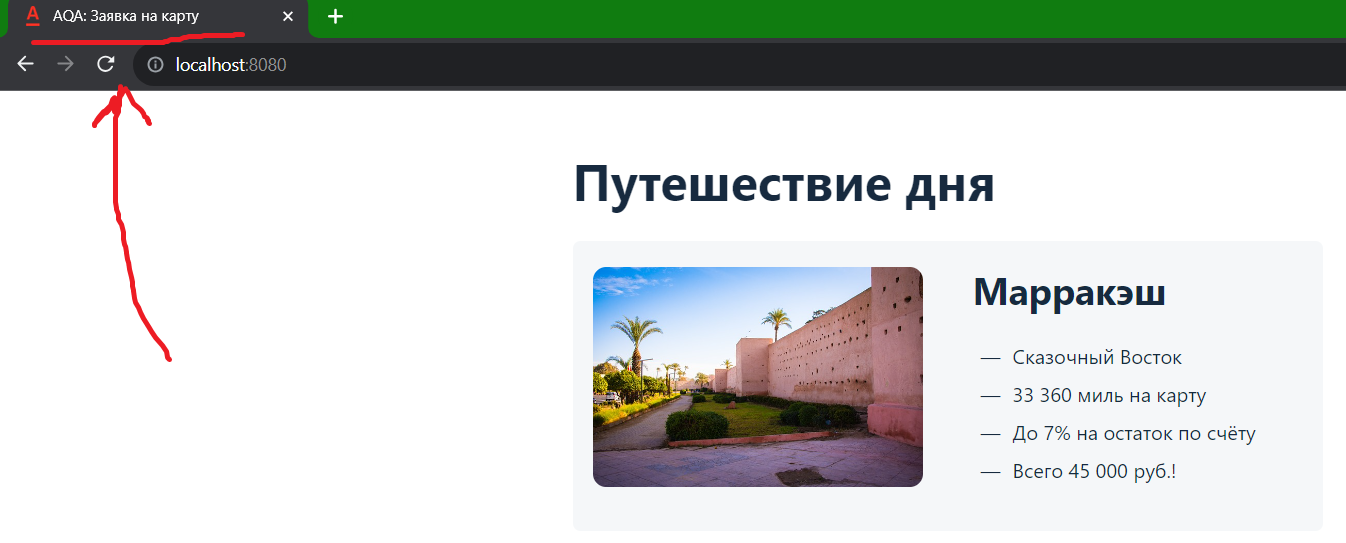 AQA: Заявка на карту
localhost:8080
Путешествие дня
Марракэш
— Сказочный Восток
— 33 360 миль на карту
— До 7% на остаток по счёту
— Всего 45 000 руб.!